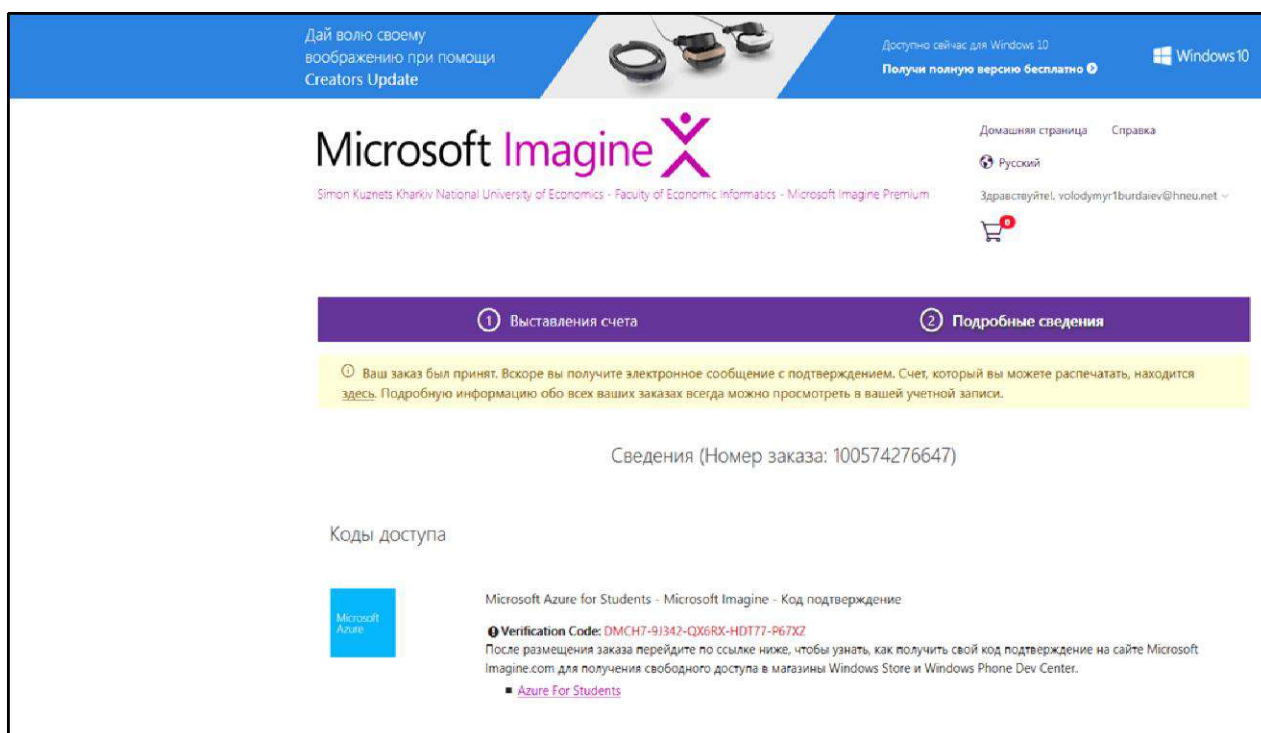 Дай волю своему
воображению при помощи
Creators Update
Доступно сейчас для Windows 10
Получи полную версию бесплатно
Windows 10
Microsoft Imagine
Домашняя страница Справка
Русский
Simon Kuznets Kharkiv National University of Economics - Faculty of Economic Informatics - Microsoft Imagine Premium
Здравствуйте!, volodymyr1burdaiev@hneu.net
0
1 Выставления счета
2 Подробные сведения
Ваш заказ был принят. Вскоре вы получите электронное сообщение с подтверждением. Счет, который вы можете распечатать, находится
здесь. Подробную информацию обо всех ваших заказах всегда можно просмотреть в вашей учетной записи.
Сведения (Номер заказа: 100574276647)
Коды доступа
Microsoft
Azure
Microsoft Azure for Students - Microsoft Imagine - Код подтверждение
Verification Code: DMCH7-9J342-QX6RX-HDT77-P67XZ
После размещения заказа перейдите по ссылке ниже, чтобы узнать, как получить свой код подтверждение на сайте Microsoft
Imagine.com для получения свободного доступа в магазины Windows Store и Windows Phone Dev Center.
Azure For Students